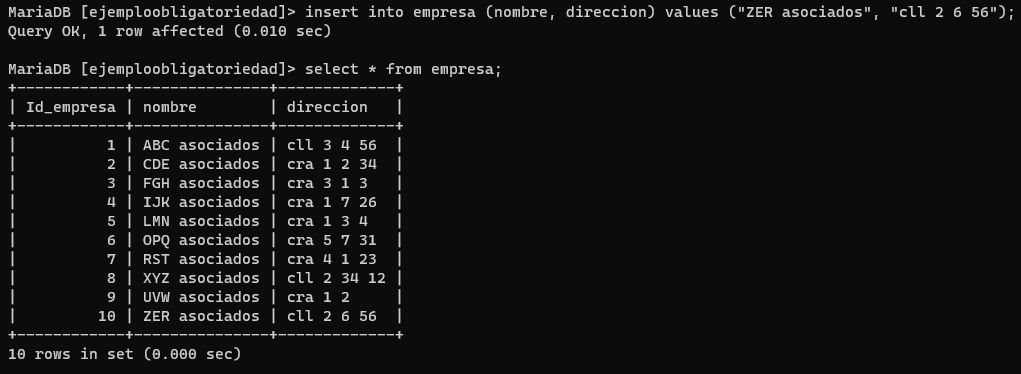 MariaDB [ejemploobligatoriedad]> insert into empresa (nombre, direccion) values ("ZER asociados", "cll 2 6 56");
Query OK, 1 row affected (0.010 sec)
MariaDB [ejemploobligatoriedad]> select * from empresa;
+------------+---------------+-------------+
| Id_empresa | nombre        | direccion   |
+------------+---------------+-------------+
|          1 | ABC asociados | cll 3 4 56  |
|          2 | CDE asociados | cra 1 2 34  |
|          3 | FGH asociados | cra 3 1 3   |
|          4 | IJK asociados | cra 1 7 26  |
|          5 | LMN asociados | cra 1 3 4   |
|          6 | OPQ asociados | cra 5 7 31  |
|          7 | RST asociados | cra 4 1 23  |
|          8 | XYZ asociados | cll 2 34 12 |
|          9 | UVW asociados | cra 1 2     |
|         10 | ZER asociados | cll 2 6 56  |
+------------+---------------+-------------+
10 rows in set (0.000 sec)